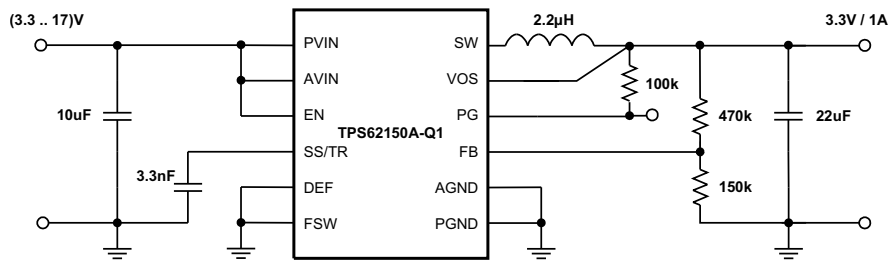 (3.3 .. 17)V
2.2µH
3.3V / 1A
PVIN
SW
AVIN
VOS
100k
10uF
EN
PG
470k
22uF
TPS62150A-Q1
SS/TR
FB
3.3nF
DEF
AGND
150k
FSW
PGND